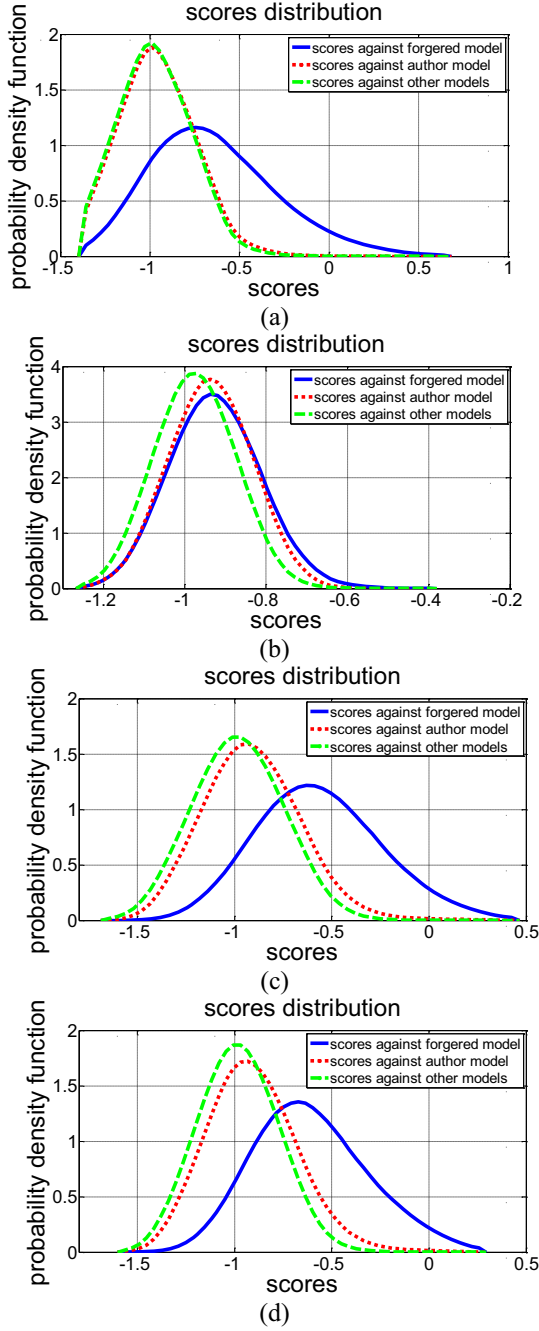 scores distribution
probability density function
2
1.5
1
0.5
0
-1.5
-1
-0.5
0
0.5
1
scores against forgered model
scores against author model
scores against other models
scores
(a)
scores distribution
probability density function
4
3
2
1
0
-1.2
-1
-0.8
-0.6
-0.4
-0.2
scores against forgered model
scores against author model
scores against other models
scores
(b)
scores distribution
probability density function
2
1.5
1
0.5
0
-1.5
-1
-0.5
0
0.5
scores against forgered model
scores against author model
scores against other models
scores
(c)
scores distribution
probability density function
2
1.5
1
0.5
0
-1.5
-1
-0.5
0
0.5
scores against forgered model
scores against author model
scores against other models
scores
(d)